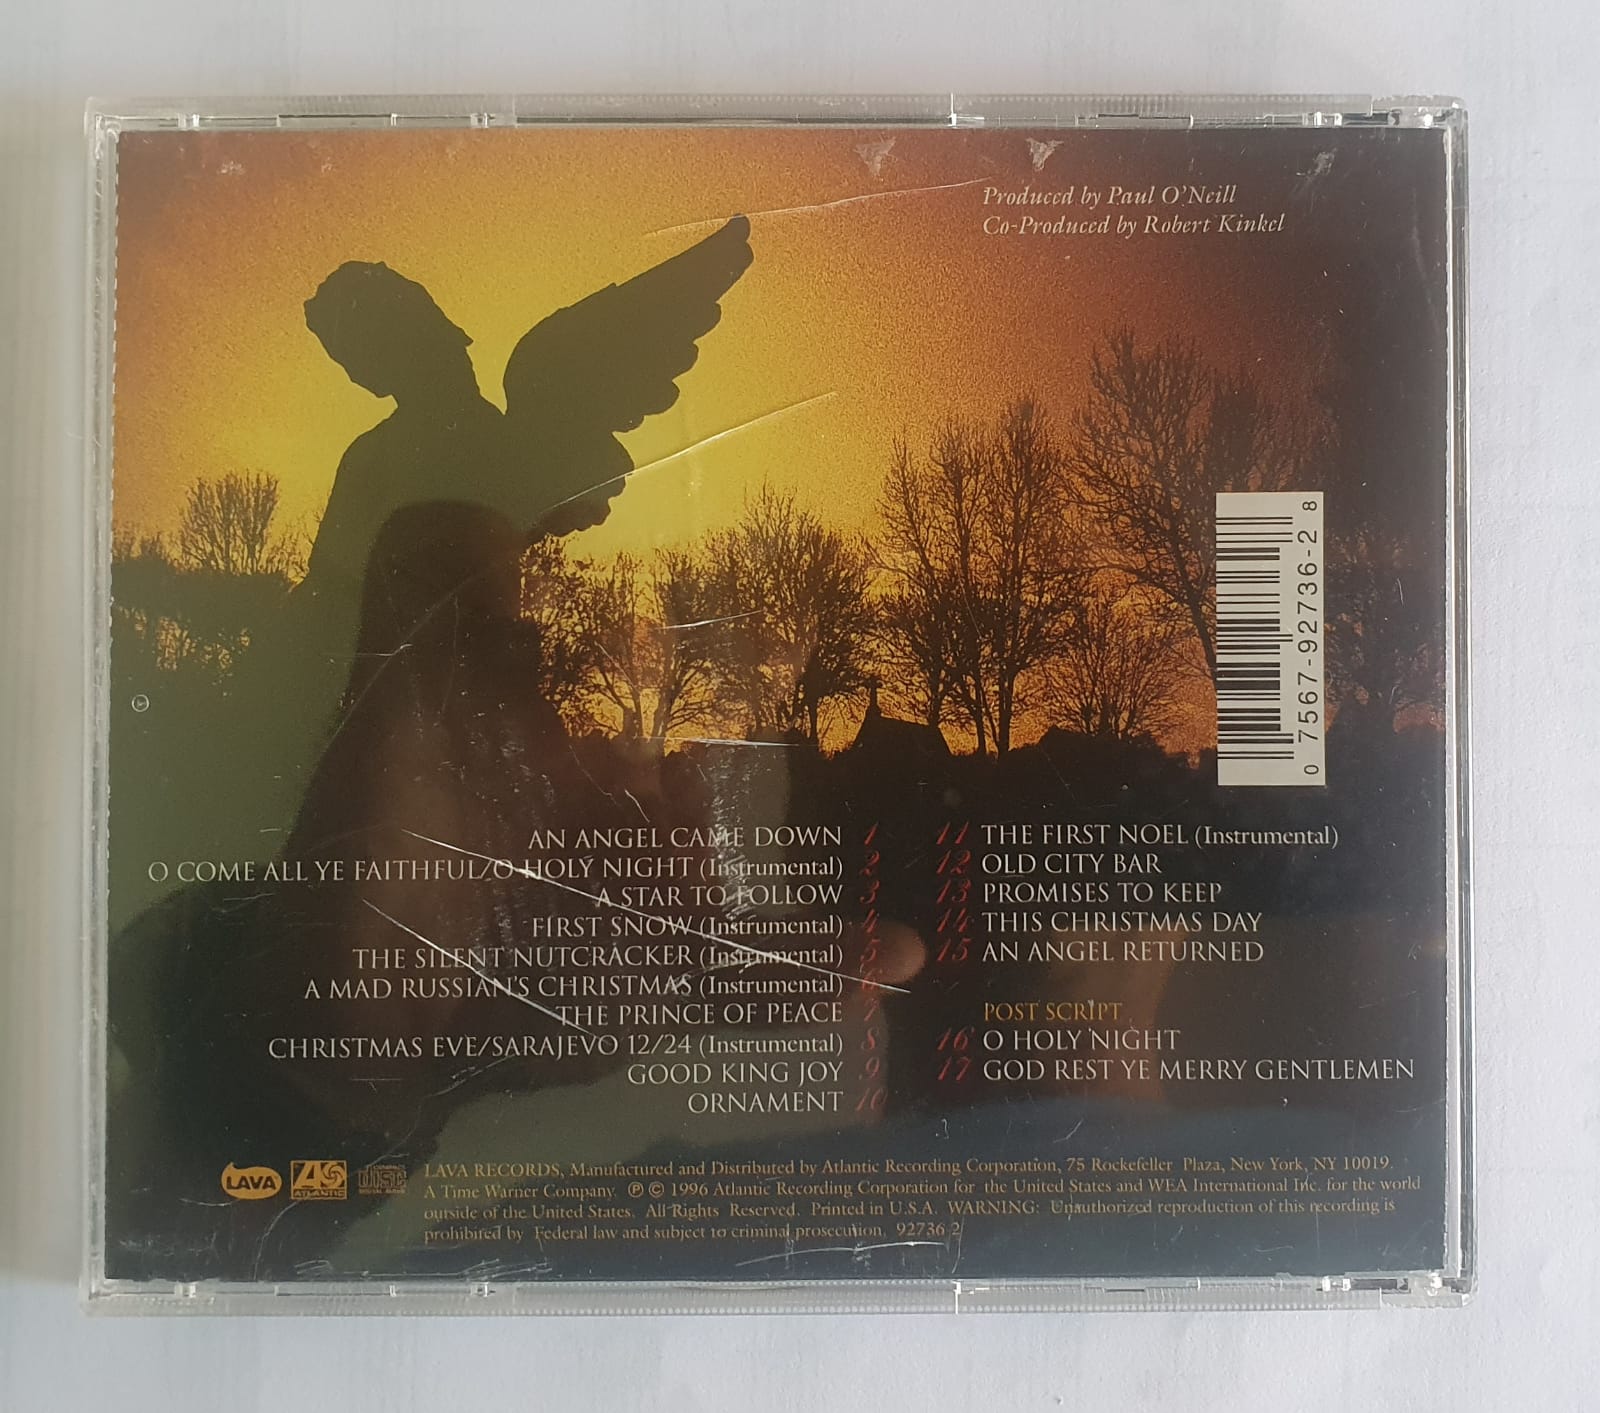 Produced by Paul O'Neill
Co-Produced by Robert Kinkel
0 7567-92736-2 8
AN ANGEL CAME DOWN 1
O COME ALL YE FAITHFUL/O HOLY NIGHT (Instrumental) 2
A STAR TO FOLLOW 3
FIRST SNOW (Instrumental) 4
THE SILENT NUTCRACKER (Instrumental) 5
A MAD RUSSIAN'S CHRISTMAS (Instrumental) 6
THE PRINCE OF PEACE 7
CHRISTMAS EVE/SARAJEVO 12/24 (Instrumental) 8
GOOD KING JOY 9
ORNAMENT 10
11 THE FIRST NOEL (Instrumental)
12 OLD CITY BAR
13 PROMISES TO KEEP
14 THIS CHRISTMAS DAY
15 AN ANGEL RETURNED
POST SCRIPT
16 O HOLY NIGHT
17 GOD REST YE MERRY GENTLEMEN
LAVA
ATLANTIC
COMPACT
disc
DIGITAL AUDIO
LAVA RECORDS, Manufactured and Distributed by Atlantic Recording Corporation, 75 Rockefeller Plaza, New York, NY 10019.
A Time Warner Company. ℗ © 1996 Atlantic Recording Corporation for the United States and WEA International Inc. for the world
outside of the United States. All Rights Reserved. Printed in U.S.A. WARNING: Unauthorized reproduction of this recording is
prohibited by Federal law and subject to criminal prosecution. 92736-2